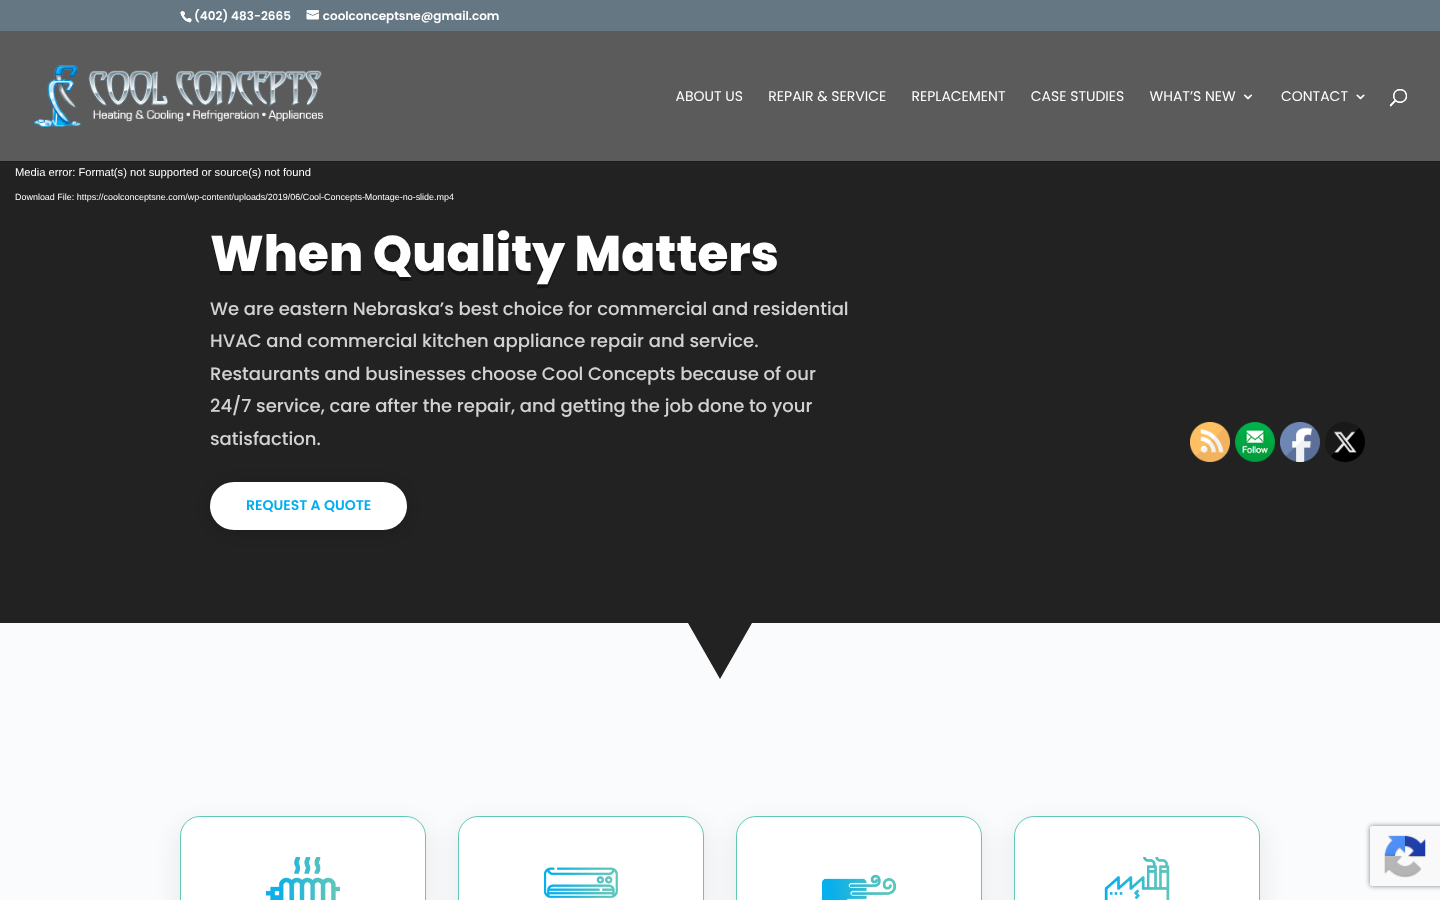 (402) 483-2665 coolconceptsne@gmail.com
COOL CONCEPTS
Heating & Cooling • Refrigeration • Appliances
ABOUT US REPAIR & SERVICE REPLACEMENT CASE STUDIES WHAT’S NEW CONTACT
Media error: Format(s) not supported or source(s) not found
Download File: https://coolconceptsne.com/wp-content/uploads/2019/06/Cool-Concepts-Montage-no-slide.mp4
When Quality Matters
We are eastern Nebraska’s best choice for commercial and residential
HVAC and commercial kitchen appliance repair and service.
Restaurants and businesses choose Cool Concepts because of our
24/7 service, care after the repair, and getting the job done to your
satisfaction.
Follow
REQUEST A QUOTE